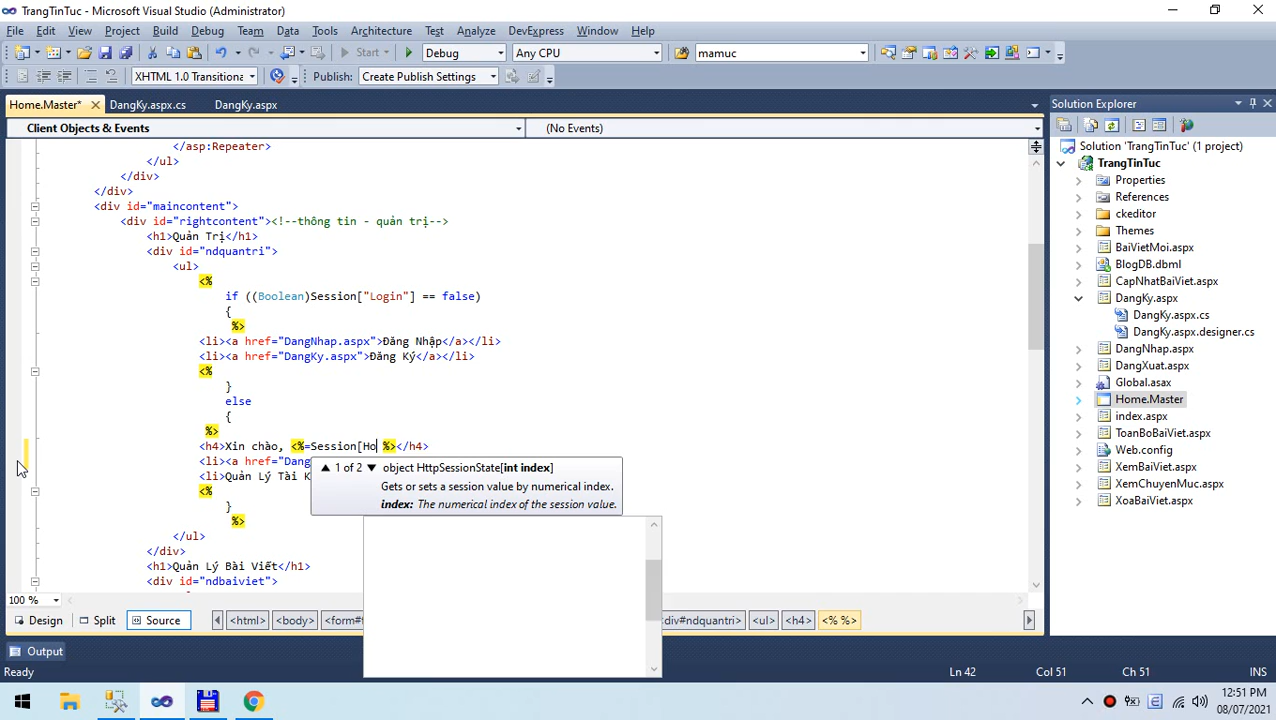 TrangTinTuc - Microsoft Visual Studio (Administrator)
File Edit View Project Build Debug Team Data Tools Architecture Test Analyze DevExpress Window Help
Start Debug Any CPU mamuc
XHTML 1.0 Transitiona Publish: Create Publish Settings
Home.Master* DangKy.aspx.cs DangKy.aspx
Client Objects & Events (No Events)
</asp:Repeater>
</ul>
</div>
</div>
<div id="maincontent">
<div id="rightcontent"><!--thông tin - quản trị-->
<h1>Quản Trị</h1>
<div id="ndquantri">
<ul>
<%
if ((Boolean)Session["Login"] == false)
{
%>
<li><a href="DangNhap.aspx">Đăng Nhập</a></li>
<li><a href="DangKy.aspx">Đăng Ký</a></li>
<%
}
else
{
%>
<h4>Xin chào, <%=Session[Ho %></h4>
<li><a href="Dang
<li>Quản Lý Tài K
<%
}
%>
</ul>
</div>
<h1>Quản Lý Bài Viết</h1>
<div id="ndbaiviet">
1 of 2 object HttpSessionState[int index]
Gets or sets a session value by numerical index.
index: The numerical index of the session value.
100 %
Design Split Source <html> <body> <form#t div#ndquantri> <ul> <h4> <% %>
Output
Ready Ln 42 Col 51 Ch 51 INS
Solution Explorer
Solution 'TrangTinTuc' (1 project)
TrangTinTuc
Properties
References
ckeditor
Themes
BaiVietMoi.aspx
BlogDB.dbml
CapNhatBaiViet.aspx
DangKy.aspx
DangKy.aspx.cs
DangKy.aspx.designer.cs
DangNhap.aspx
DangXuat.aspx
Global.asax
Home.Master
index.aspx
ToanBoBaiViet.aspx
Web.config
XemBaiViet.aspx
XemChuyenMuc.aspx
XoaBaiViet.aspx
12:51 PM
08/07/2021